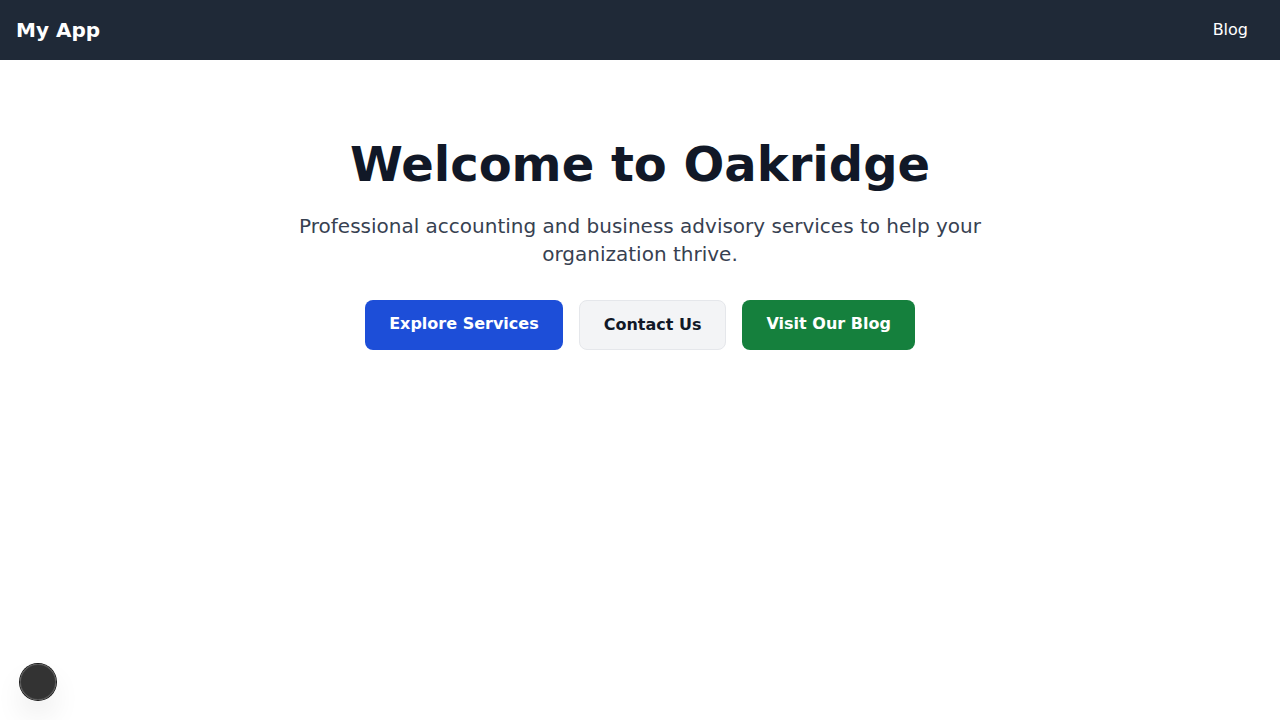 My App
Blog
Welcome to Oakridge
Professional accounting and business advisory services to help your
organization thrive.
Explore Services
Contact Us
Visit Our Blog